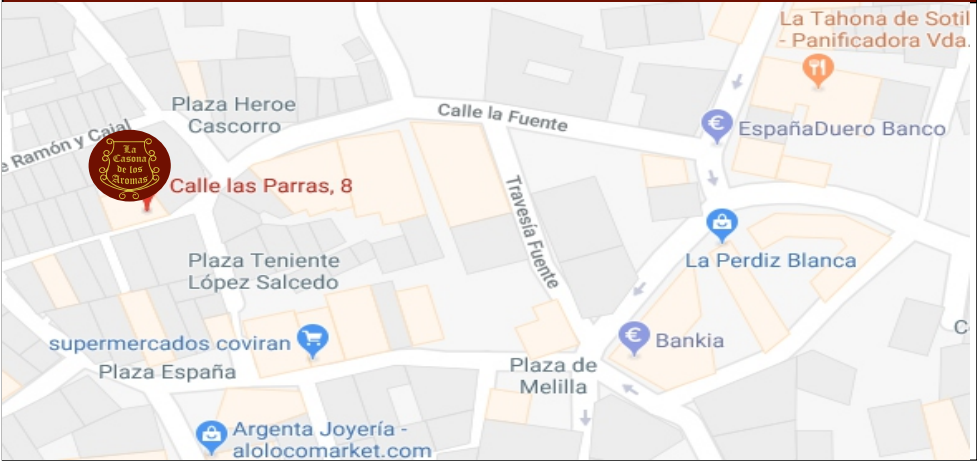 La Tahona de Sotil
- Panificadora Vda.
Plaza Heroe
Cascorro
Calle la Fuente
EspañaDuero Banco
e Ramón y Cajal
La
Casona
de los
Aromas
Calle las Parras, 8
Travesía Fuente
Plaza Teniente
López Salcedo
La Perdiz Blanca
supermercados coviran
Bankia
C
Plaza España
Plaza de
Melilla
Argenta Joyería -
alolocomarket.com